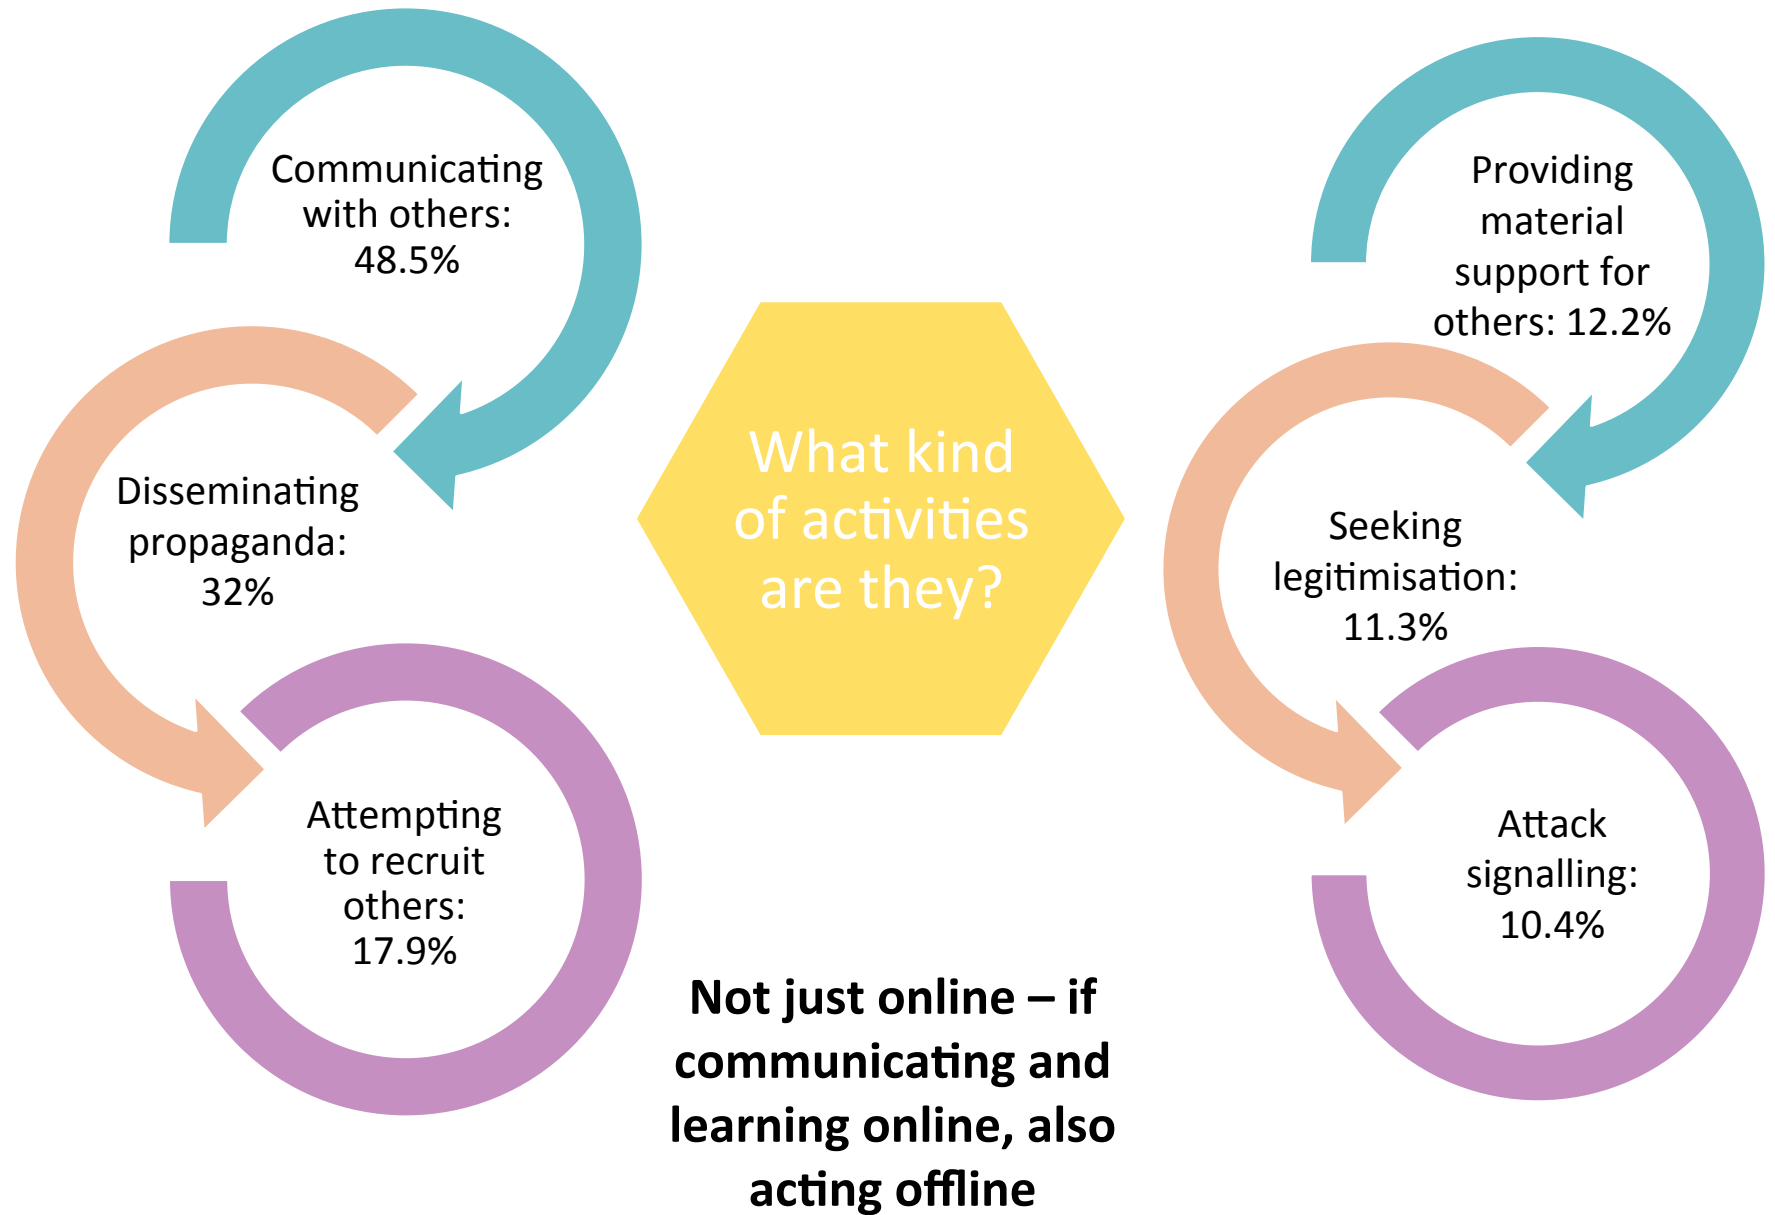 Communicating
with others:
48.5%
Disseminating
propaganda:
32%
Attempting
to recruit
others:
17.9%
What kind
of activities
are they?
Not just online – if
communicating and
learning online, also
acting offline
Providing
material
support for
others: 12.2%
Seeking
legitimisation:
11.3%
Attack
signalling:
10.4%